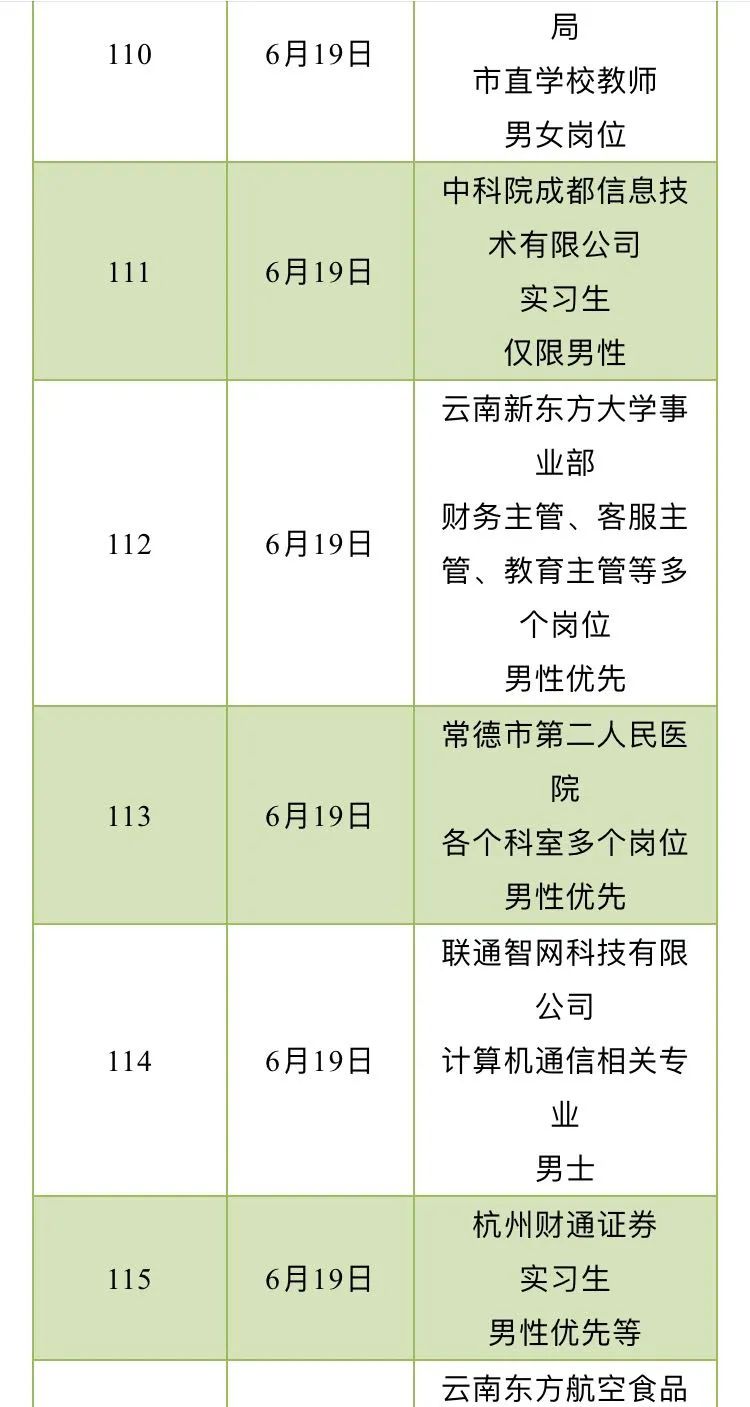 局
110
6月19日
市直学校教师
男女岗位
中科院成都信息技
术有限公司
111
6月19日
实习生
仅限男性
云南新东方大学事
业部
财务主管、客服主
112
6月19日
管、教育主管等多
个岗位
男性优先
常德市第二人民医
院
113
6月19日
各个科室多个岗位
男性优先
联通智网科技有限
公司
114
6月19日
计算机通信相关专
业
男士
杭州财通证券
115
6月19日
实习生
男性优先等
云南东方航空食品